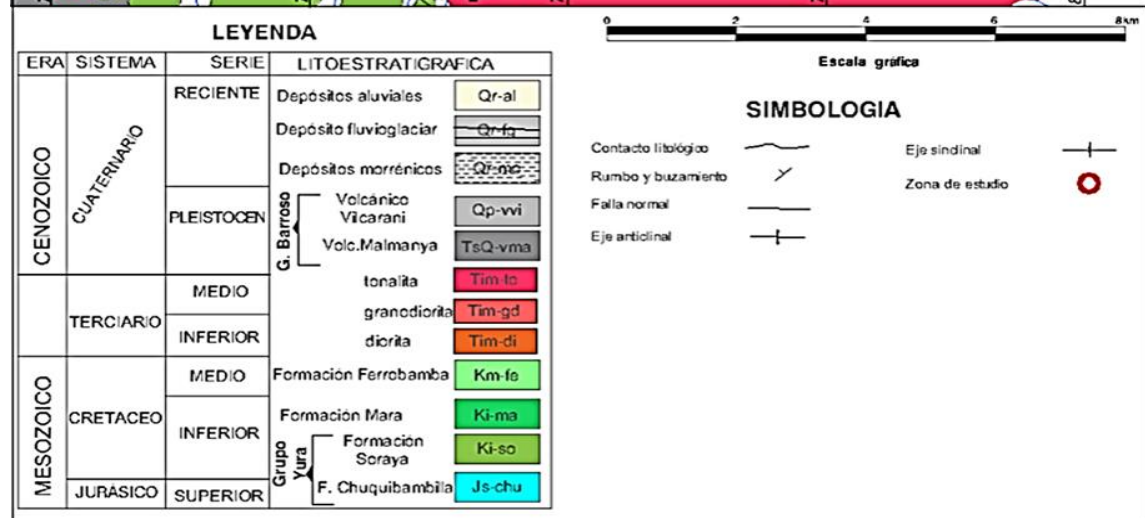 LEYENDA
ERA SISTEMA SERIE LITOESTRATIGRAFICA
CENOZOICO
CUATERNARIO
RECIENTE
Depósitos aluviales Qr-al
Depósito fluvioglaciar Qr-fg
Depósitos morrénicos Qr-mo
PLEISTOCEN
G. Barroso
Volcánico
Vilcarani
Qp-vvi
Volc.Malmanya TsQ-vma
TERCIARIO
MEDIO
tonalita Tim-to
granodiorita Tim-gd
INFERIOR
diorita Tim-di
MESOZOICO
CRETACEO
MEDIO
Formación Ferrobamba Km-fe
INFERIOR
Formación Mara Ki-ma
Grupo
Yura
Formación
Soraya
Ki-so
JURÁSICO SUPERIOR
F. Chuquibambilla Js-chu
0 2 4 6 8km
Escala gráfica
SIMBOLOGIA
Contacto litológico
Rumbo y buzamiento
Falla normal
Eje anticlinal
Eje sinclinal
Zona de estudio